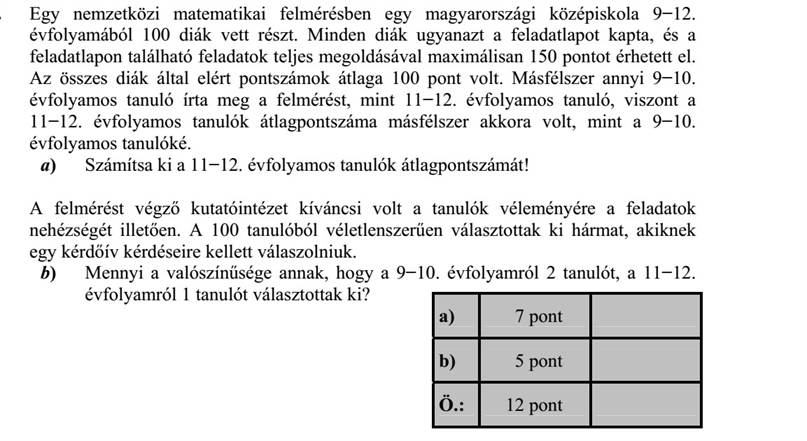 Egy nemzetközi matematikai felmérésben egy magyarországi középiskola 9−12.
évfolyamából 100 diák vett részt. Minden diák ugyanazt a feladatlapot kapta, és a
feladatlapon található feladatok teljes megoldásával maximálisan 150 pontot érhetett el.
Az összes diák által elért pontszámok átlaga 100 pont volt. Másfélszer annyi 9−10.
évfolyamos tanuló írta meg a felmérést, mint 11−12. évfolyamos tanuló, viszont a
11−12. évfolyamos tanulók átlagpontszáma másfélszer akkora volt, mint a 9−10.
évfolyamos tanulóké.
a) Számítsa ki a 11−12. évfolyamos tanulók átlagpontszámát!
A felmérést végző kutatóintézet kíváncsi volt a tanulók véleményére a feladatok
nehézségét illetően. A 100 tanulóból véletlenszerűen választottak ki hármat, akiknek
egy kérdőív kérdéseire kellett válaszolniuk.
b) Mennyi a valószínűsége annak, hogy a 9−10. évfolyamról 2 tanulót, a 11−12.
évfolyamról 1 tanulót választottak ki?
a) 7 pont
b) 5 pont
Ö.: 12 pont